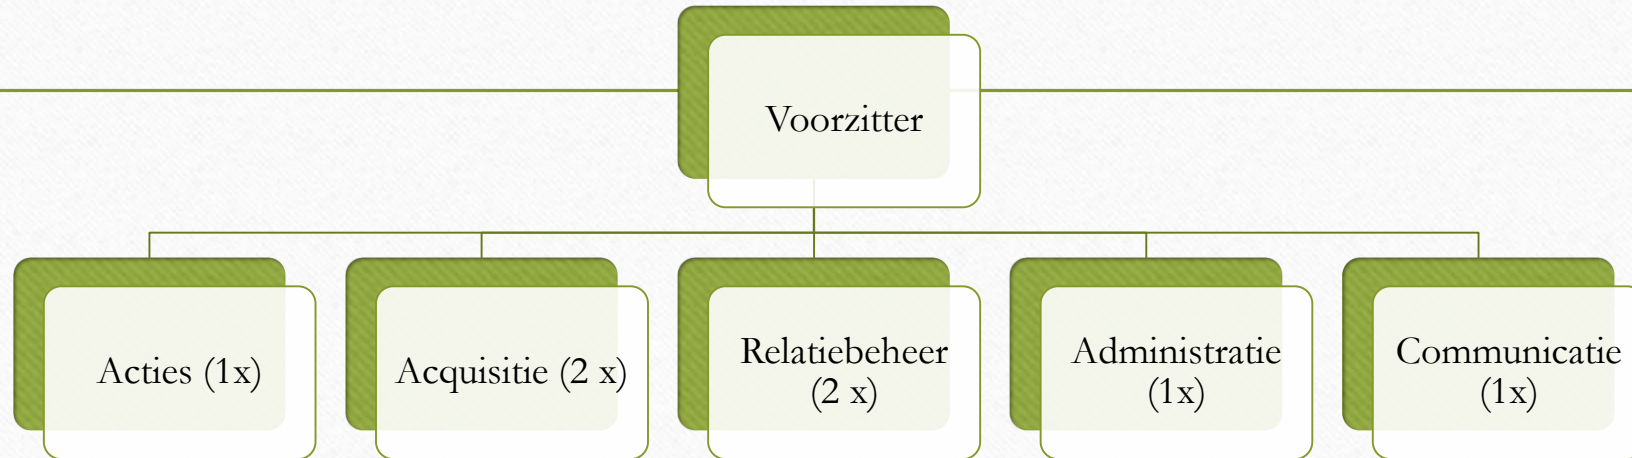 Voorzitter
Acties (1x)
Acquisitie (2 x)
Relatiebeheer
(2 x)
Administratie
(1x)
Communicatie
(1x)